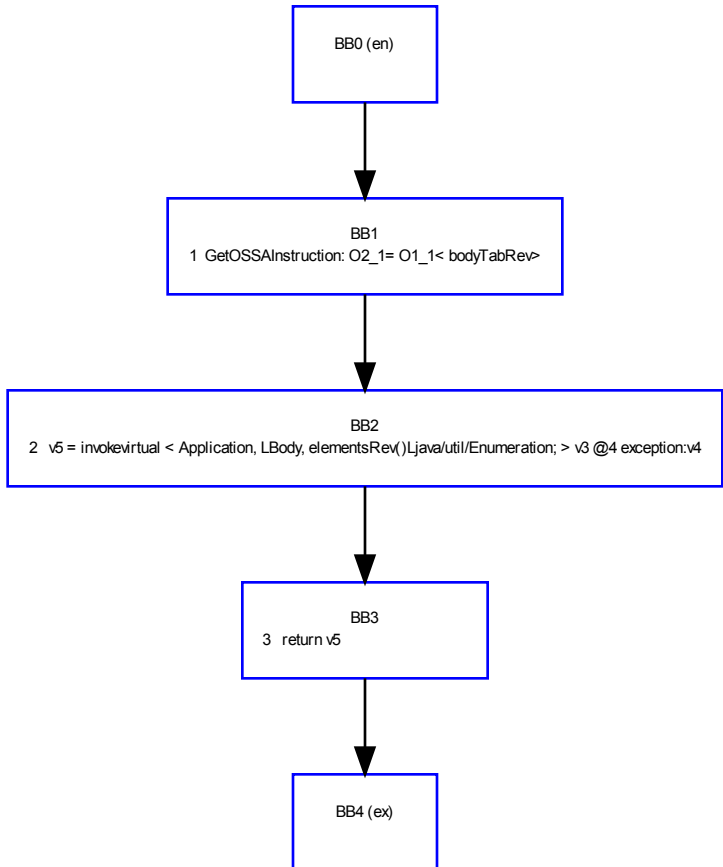 BB0 (en)
BB1
1 GetOSSAInstruction: O2_1= O1_1< bodyTabRev>
BB2
2 v5 = invokevirtual < Application, LBody, elementsRev()Ljava/util/Enumeration; > v3 @4 exception:v4
BB3
3 return v5
BB4 (ex)